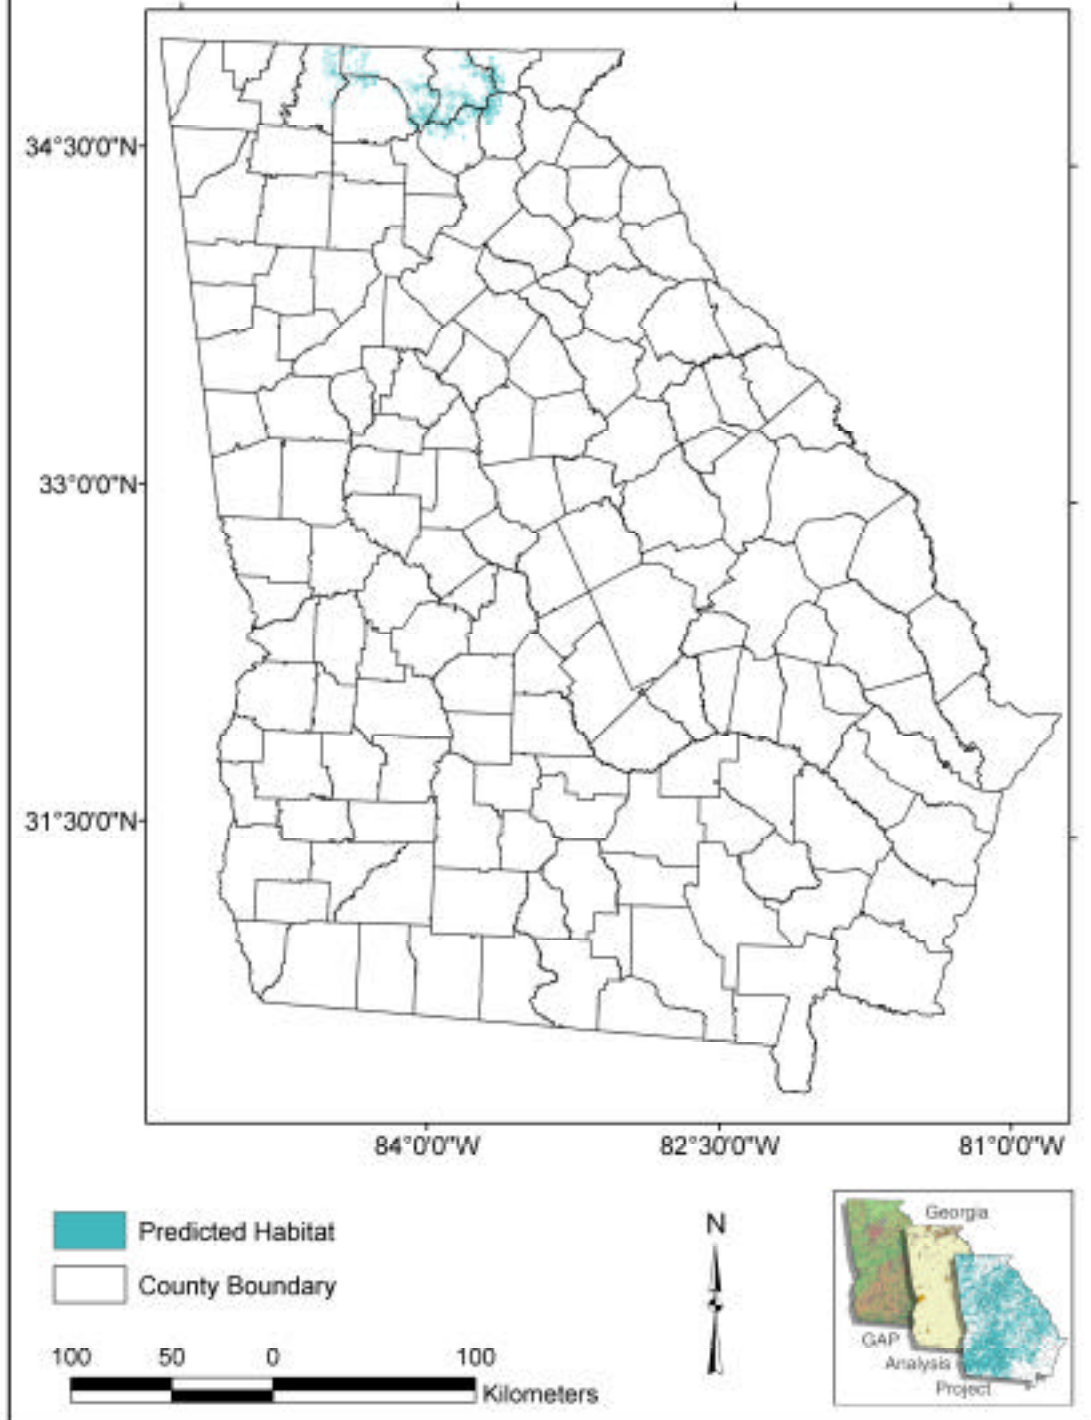 34°30'0"N
33°0'0"N
31°30'0"N
84°0'0"W
82°30'0"W
81°0'0"W
Predicted Habitat
County Boundary
100 50 0 100
Kilometers
N
Georgia
GAP
Analysis
Project